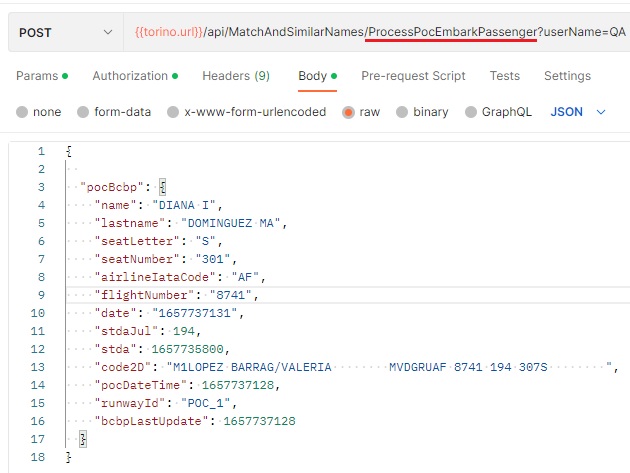 POST {{torino.url}}/api/MatchAndSimilarNames/ProcessPocEmbarkPassenger?userName=QA
Params Authorization Headers (9) Body Pre-request Script Tests Settings
none form-data x-www-form-urlencoded raw binary GraphQL JSON
1 {
2
3 "pocBcbp": {
4 "name": "DIANA I",
5 "lastname": "DOMINGUEZ MA",
6 "seatLetter": "S",
7 "seatNumber": "301",
8 "airlineIataCode": "AF",
9 "flightNumber": "8741",
10 "date": "1657737131",
11 "stdaJul": 194,
12 "stda": 1657735800,
13 "code2D": "M1LOPEZ BARRAG/VALERIA        MVDGRUAF 8741 194 307S       ",
14 "pocDateTime": 1657737128,
15 "runwayId": "POC_1",
16 "bcbpLastUpdate": 1657737128
17 }
18 }